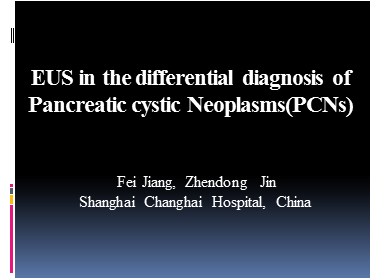 EUS in the differential diagnosis of
Pancreatic cystic Neoplasms(PCNs)
Fei Jiang, Zhendong Jin
Shanghai Changhai Hospital, China